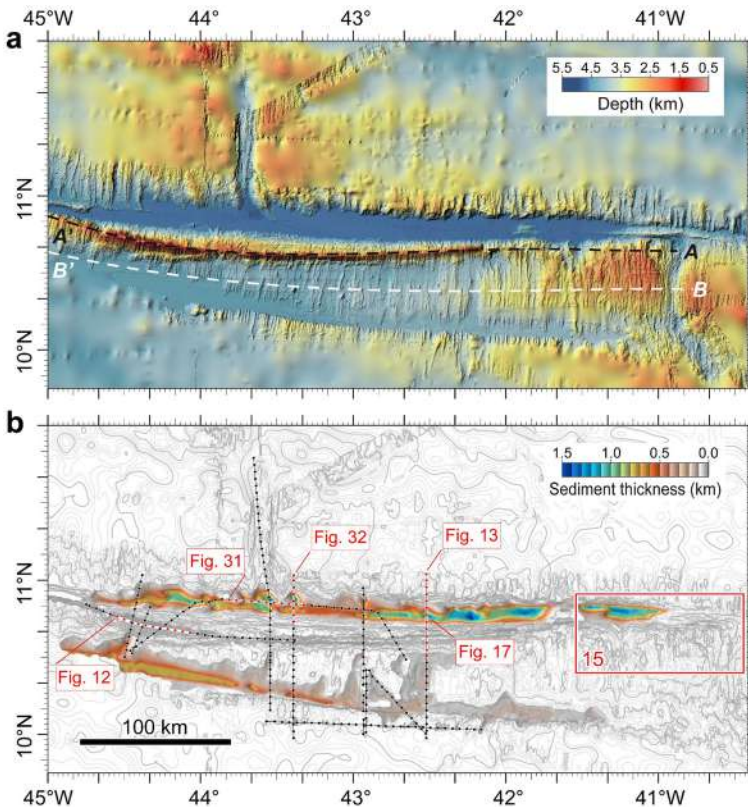 45°W 44° 43° 42° 41°W
a
5.5 4.5 3.5 2.5 1.5 0.5
Depth (km)
11°N
A'
A
B'
B
10°N
b
1.5 1.0 0.5 0.0
Sediment thickness (km)
Fig. 32
Fig. 13
Fig. 31
11°N
Fig. 17
15
Fig. 12
100 km
10°N
45°W 44° 43° 42° 41°W